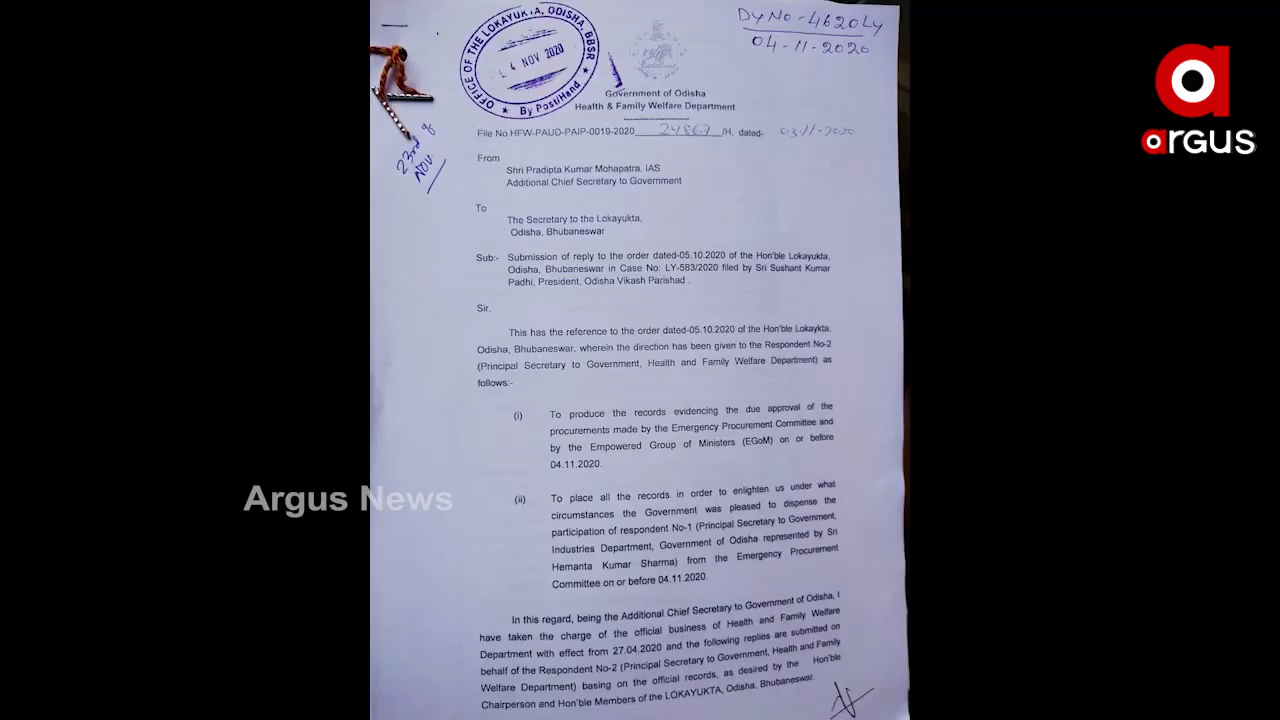 OFFICE OF THE LOKAYUKTA, ODISHA, BBSR
4 NOV 2020
By Post/Hand
Dy No - 4620 Ly
04-11-2020
argus
Government of Odisha
Health & Family Welfare Department
File No.HFW-PAUD-PAIP-0019-2020 24867 /H, dated- 03-11-2020
23rd of
NOV
From
Shri Pradipta Kumar Mohapatra, IAS
Additional Chief Secretary to Government
To
The Secretary to the Lokayukta,
Odisha, Bhubaneswar
Sub:- Submission of reply to the order dated-05.10.2020 of the Hon'ble Lokayukta,
Odisha, Bhubaneswar in Case No: LY-583/2020 filed by Sri Sushant Kumar
Padhi, President, Odisha Vikash Parishad .
Sir,
This has the reference to the order dated-05.10.2020 of the Hon'ble Lokaykta,
Odisha, Bhubaneswar, wherein the direction has been given to the Respondent No-2
(Principal Secretary to Government, Health and Family Welfare Department) as
follows:-
(i) To produce the records evidencing the due approval of the
procurements made by the Emergency Procurement Committee and
by the Empowered Group of Ministers (EGoM) on or before
04.11.2020.
(ii) To place all the records in order to enlighten us under what
circumstances the Government was pleased to dispense the
participation of respondent No-1 (Principal Secretary to Government,
Industries Department, Government of Odisha represented by Sri
Hemanta Kumar Sharma) from the Emergency Procurement
Committee on or before 04.11.2020.
In this regard, being the Additional Chief Secretary to Government of Odisha, I
have taken the charge of the official business of Health and Family Welfare
Department with effect from 27.04.2020 and the following replies are submitted on
behalf of the Respondent No-2 (Principal Secretary to Government, Health and Family
Welfare Department) basing on the official records, as desired by the Hon'ble
Chairperson and Hon'ble Members of the LOKAYUKTA, Odisha, Bhubaneswar.
Argus News